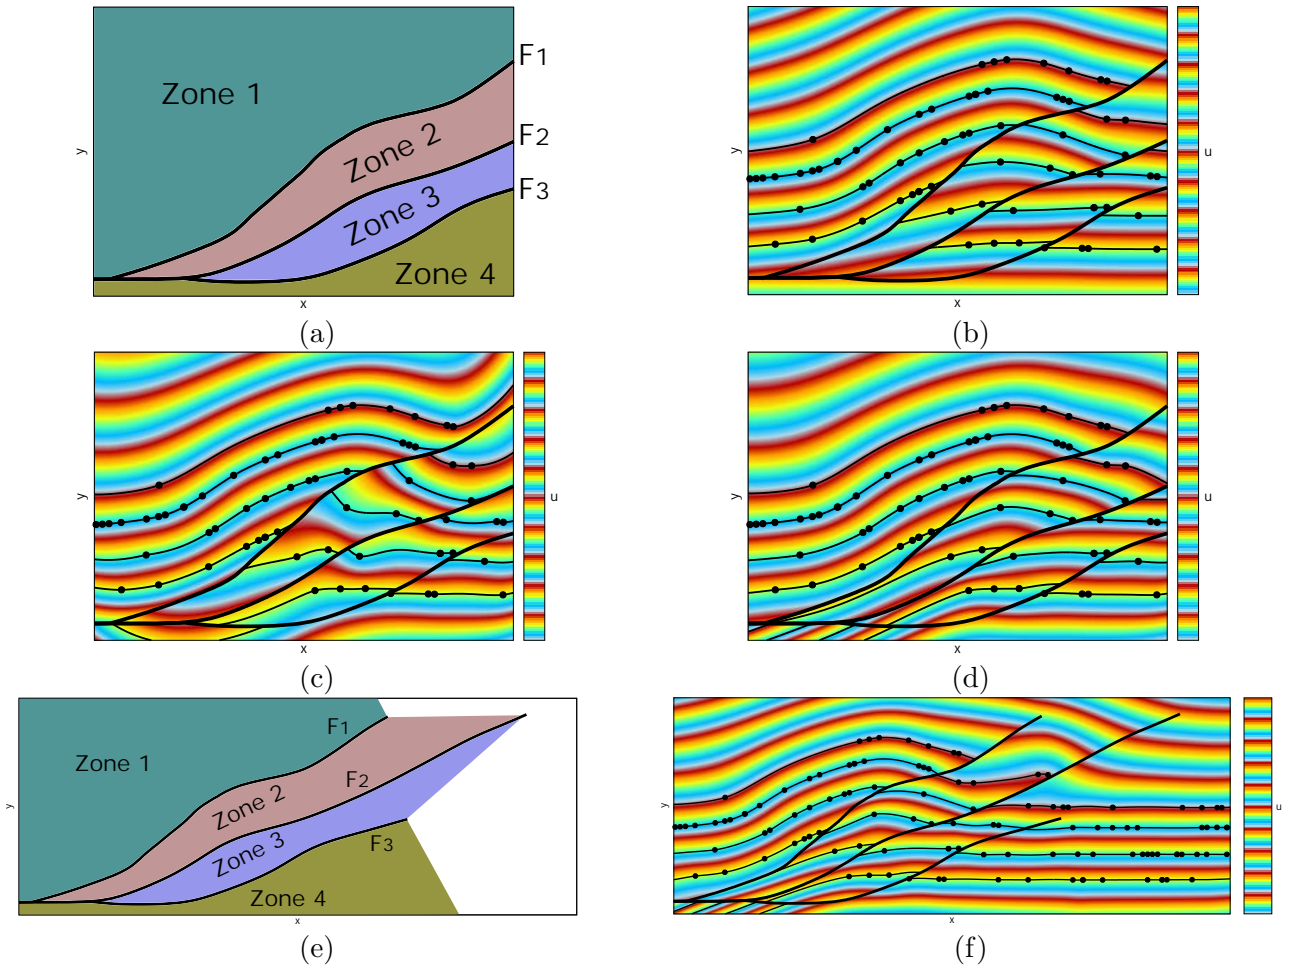 Zone 1
Zone 2
Zone 3
Zone 4
F1
F2
F3
y
x
(a)
y
x
u
(b)
y
x
u
(c)
y
x
u
(d)
Zone 1
Zone 2
Zone 3
Zone 4
F1
F2
F3
y
x
(e)
y
x
u
(f)